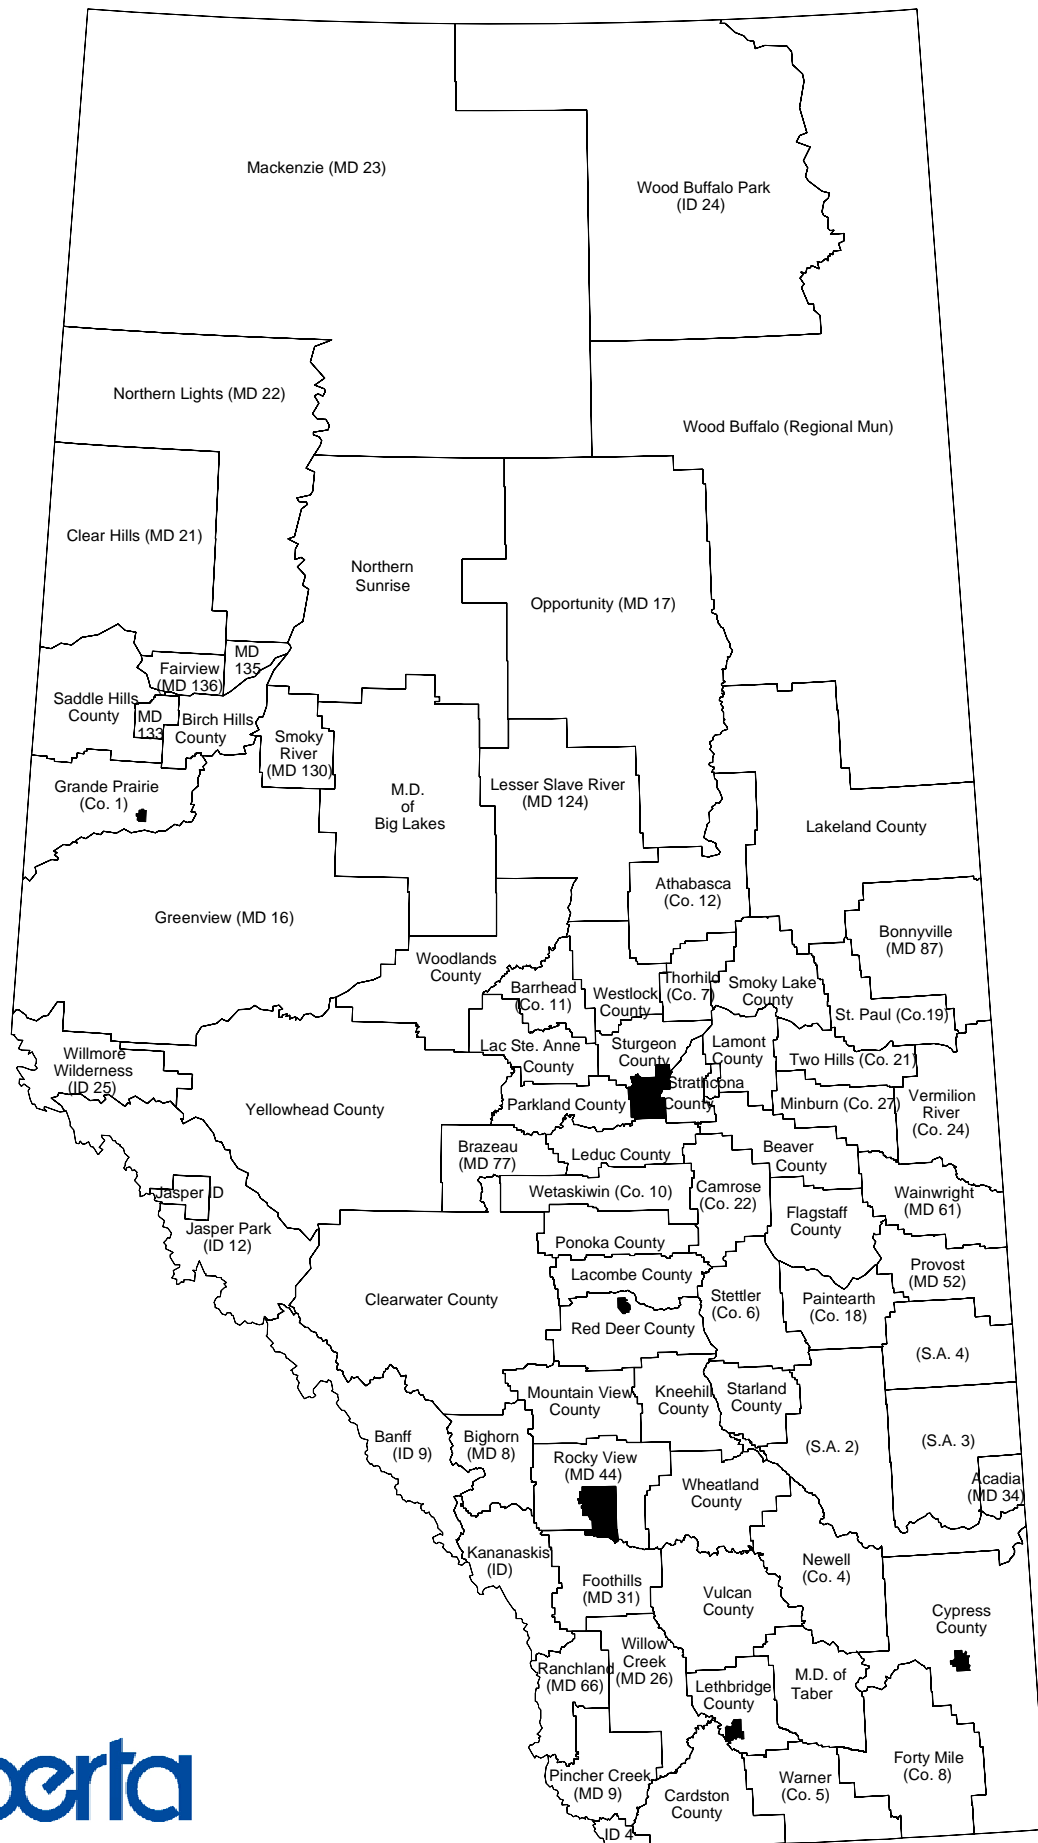 Mackenzie (MD 23)
Wood Buffalo Park
(ID 24)
Northern Lights (MD 22)
Wood Buffalo (Regional Mun)
Clear Hills (MD 21)
Northern
Sunrise
Opportunity (MD 17)
MD
135
Fairview
(MD 136)
Saddle Hills
County
MD
133
Birch Hills
County
Smoky
River
(MD 130)
Grande Prairie
(Co. 1)
M.D.
of
Big Lakes
Lesser Slave River
(MD 124)
Lakeland County
Athabasca
(Co. 12)
Greenview (MD 16)
Bonnyville
(MD 87)
Woodlands
County
Barrhead
(Co. 11)
Westlock
County
Thorhild
(Co. 7)
Smoky Lake
County
St. Paul (Co.19)
Willmore
Wilderness
(ID 25)
Lac Ste. Anne
County
Sturgeon
County
Lamont
County
Two Hills (Co. 21)
Yellowhead County
Parkland County
Strathcona
County
Minburn (Co. 27)
Vermilion
River
(Co. 24)
Brazeau
(MD 77)
Leduc County
Beaver
County
Jasper ID
Wetaskiwin (Co. 10)
Camrose
(Co. 22)
Wainwright
(MD 61)
Jasper Park
(ID 12)
Flagstaff
County
Ponoka County
Provost
(MD 52)
Lacombe County
Clearwater County
Stettler
(Co. 6)
Paintearth
(Co. 18)
Red Deer County
(S.A. 4)
Mountain View
County
Kneehill
County
Starland
County
Banff
(ID 9)
Bighorn
(MD 8)
(S.A. 2)
(S.A. 3)
Rocky View
(MD 44)
Wheatland
County
Acadia
(MD 34)
Kananaskis
(ID)
Foothills
(MD 31)
Newell
(Co. 4)
Vulcan
County
Cypress
County
Willow
Creek
(MD 26)
Ranchland
(MD 66)
Lethbridge
County
M.D. of
Taber
Pincher Creek
(MD 9)
Cardston
County
Warner
(Co. 5)
Forty Mile
(Co. 8)
ID 4
berta